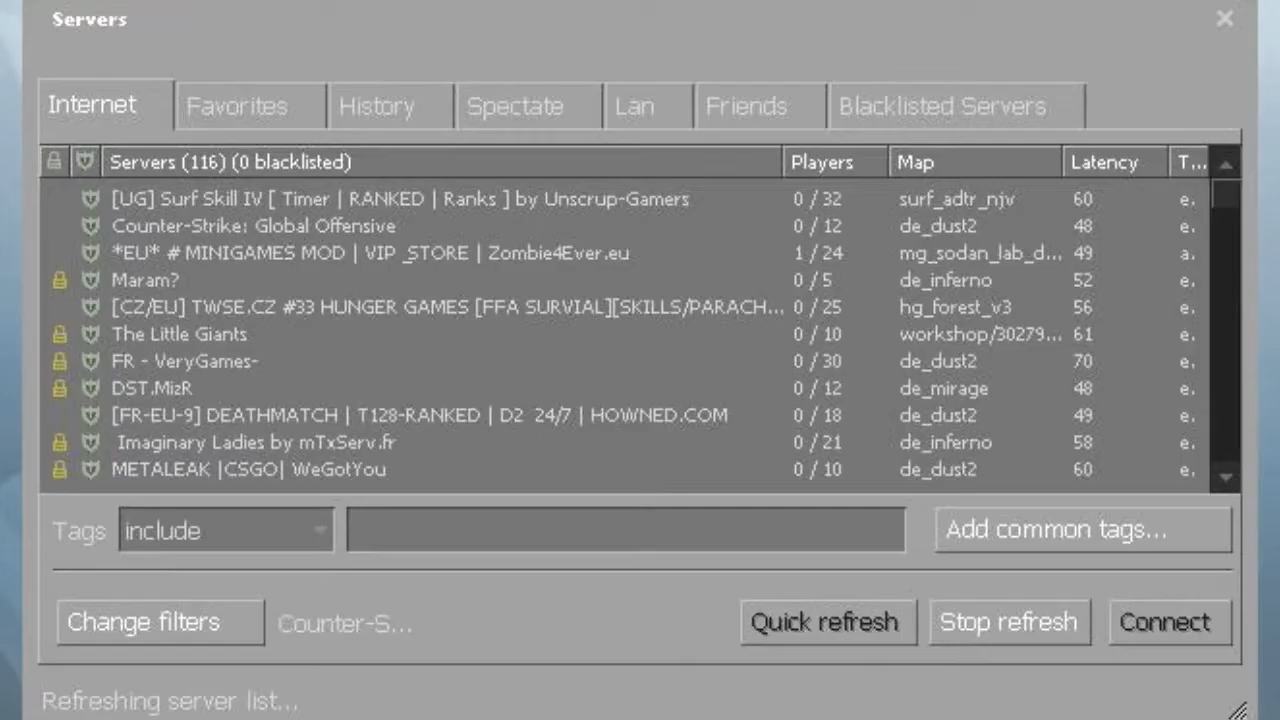 Servers
Internet Favorites History Spectate Lan Friends Blacklisted Servers
Servers (116) (0 blacklisted) Players Map Latency T...
[UG] Surf Skill IV [ Timer | RANKED | Ranks ] by Unscrup-Gamers 0 / 32 surf_adtr_njv 60 e.
Counter-Strike: Global Offensive 0 / 12 de_dust2 48 e.
*EU* # MINIGAMES MOD | VIP _STORE | Zombie4Ever.eu 1 / 24 mg_sodan_lab_d... 49 a.
Maram? 0 / 5 de_inferno 52 e.
[CZ/EU] TWSE.CZ #33 HUNGER GAMES [FFA SURVIAL][SKILLS/PARACH... 0 / 25 hg_forest_v3 56 e.
The Little Giants 0 / 10 workshop/30279... 61 e.
FR - VeryGames- 0 / 30 de_dust2 70 e.
DST.MizR 0 / 12 de_mirage 48 e.
[FR-EU-9] DEATHMATCH | T128-RANKED | D2 24/7 | HOWNED.COM 0 / 18 de_dust2 49 e.
Imaginary Ladies by mTxServ.fr 0 / 21 de_inferno 58 e.
METALEAK |CSGO| WeGotYou 0 / 10 de_dust2 60 e.
Tags include Add common tags...
Change filters Counter-S... Quick refresh Stop refresh Connect
Refreshing server list...